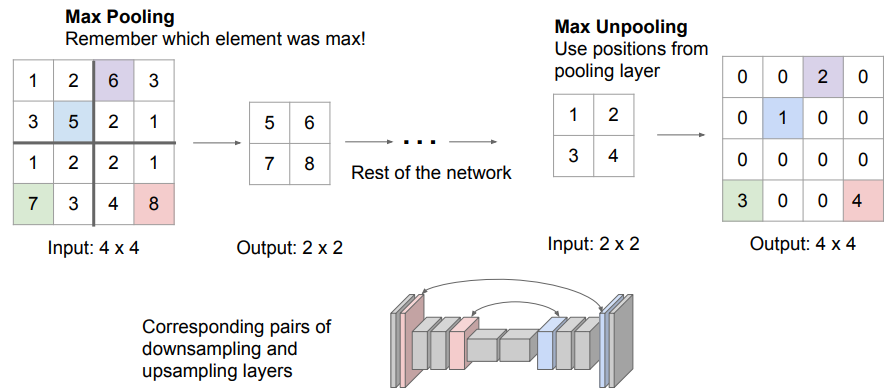 Max Pooling
Remember which element was max!
1 2 6 3
3 5 2 1
1 2 2 1
7 3 4 8
Input: 4 x 4
5 6
7 8
Output: 2 x 2
...
Rest of the network
Max Unpooling
Use positions from
pooling layer
1 2
3 4
Input: 2 x 2
0 0 2 0
0 1 0 0
0 0 0 0
3 0 0 4
Output: 4 x 4
Corresponding pairs of
downsampling and
upsampling layers